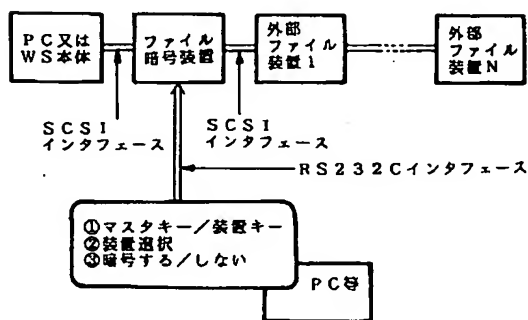 PC又は
WS本体
ファイル
暗号装置
外部
ファイル
装置1
外部
ファイル
装置N
SCSI
インタフェース
SCSI
インタフェース
RS232Cインタフェース
①マスタキー/装置キー
②装置選択
③暗号する/しない
PC等